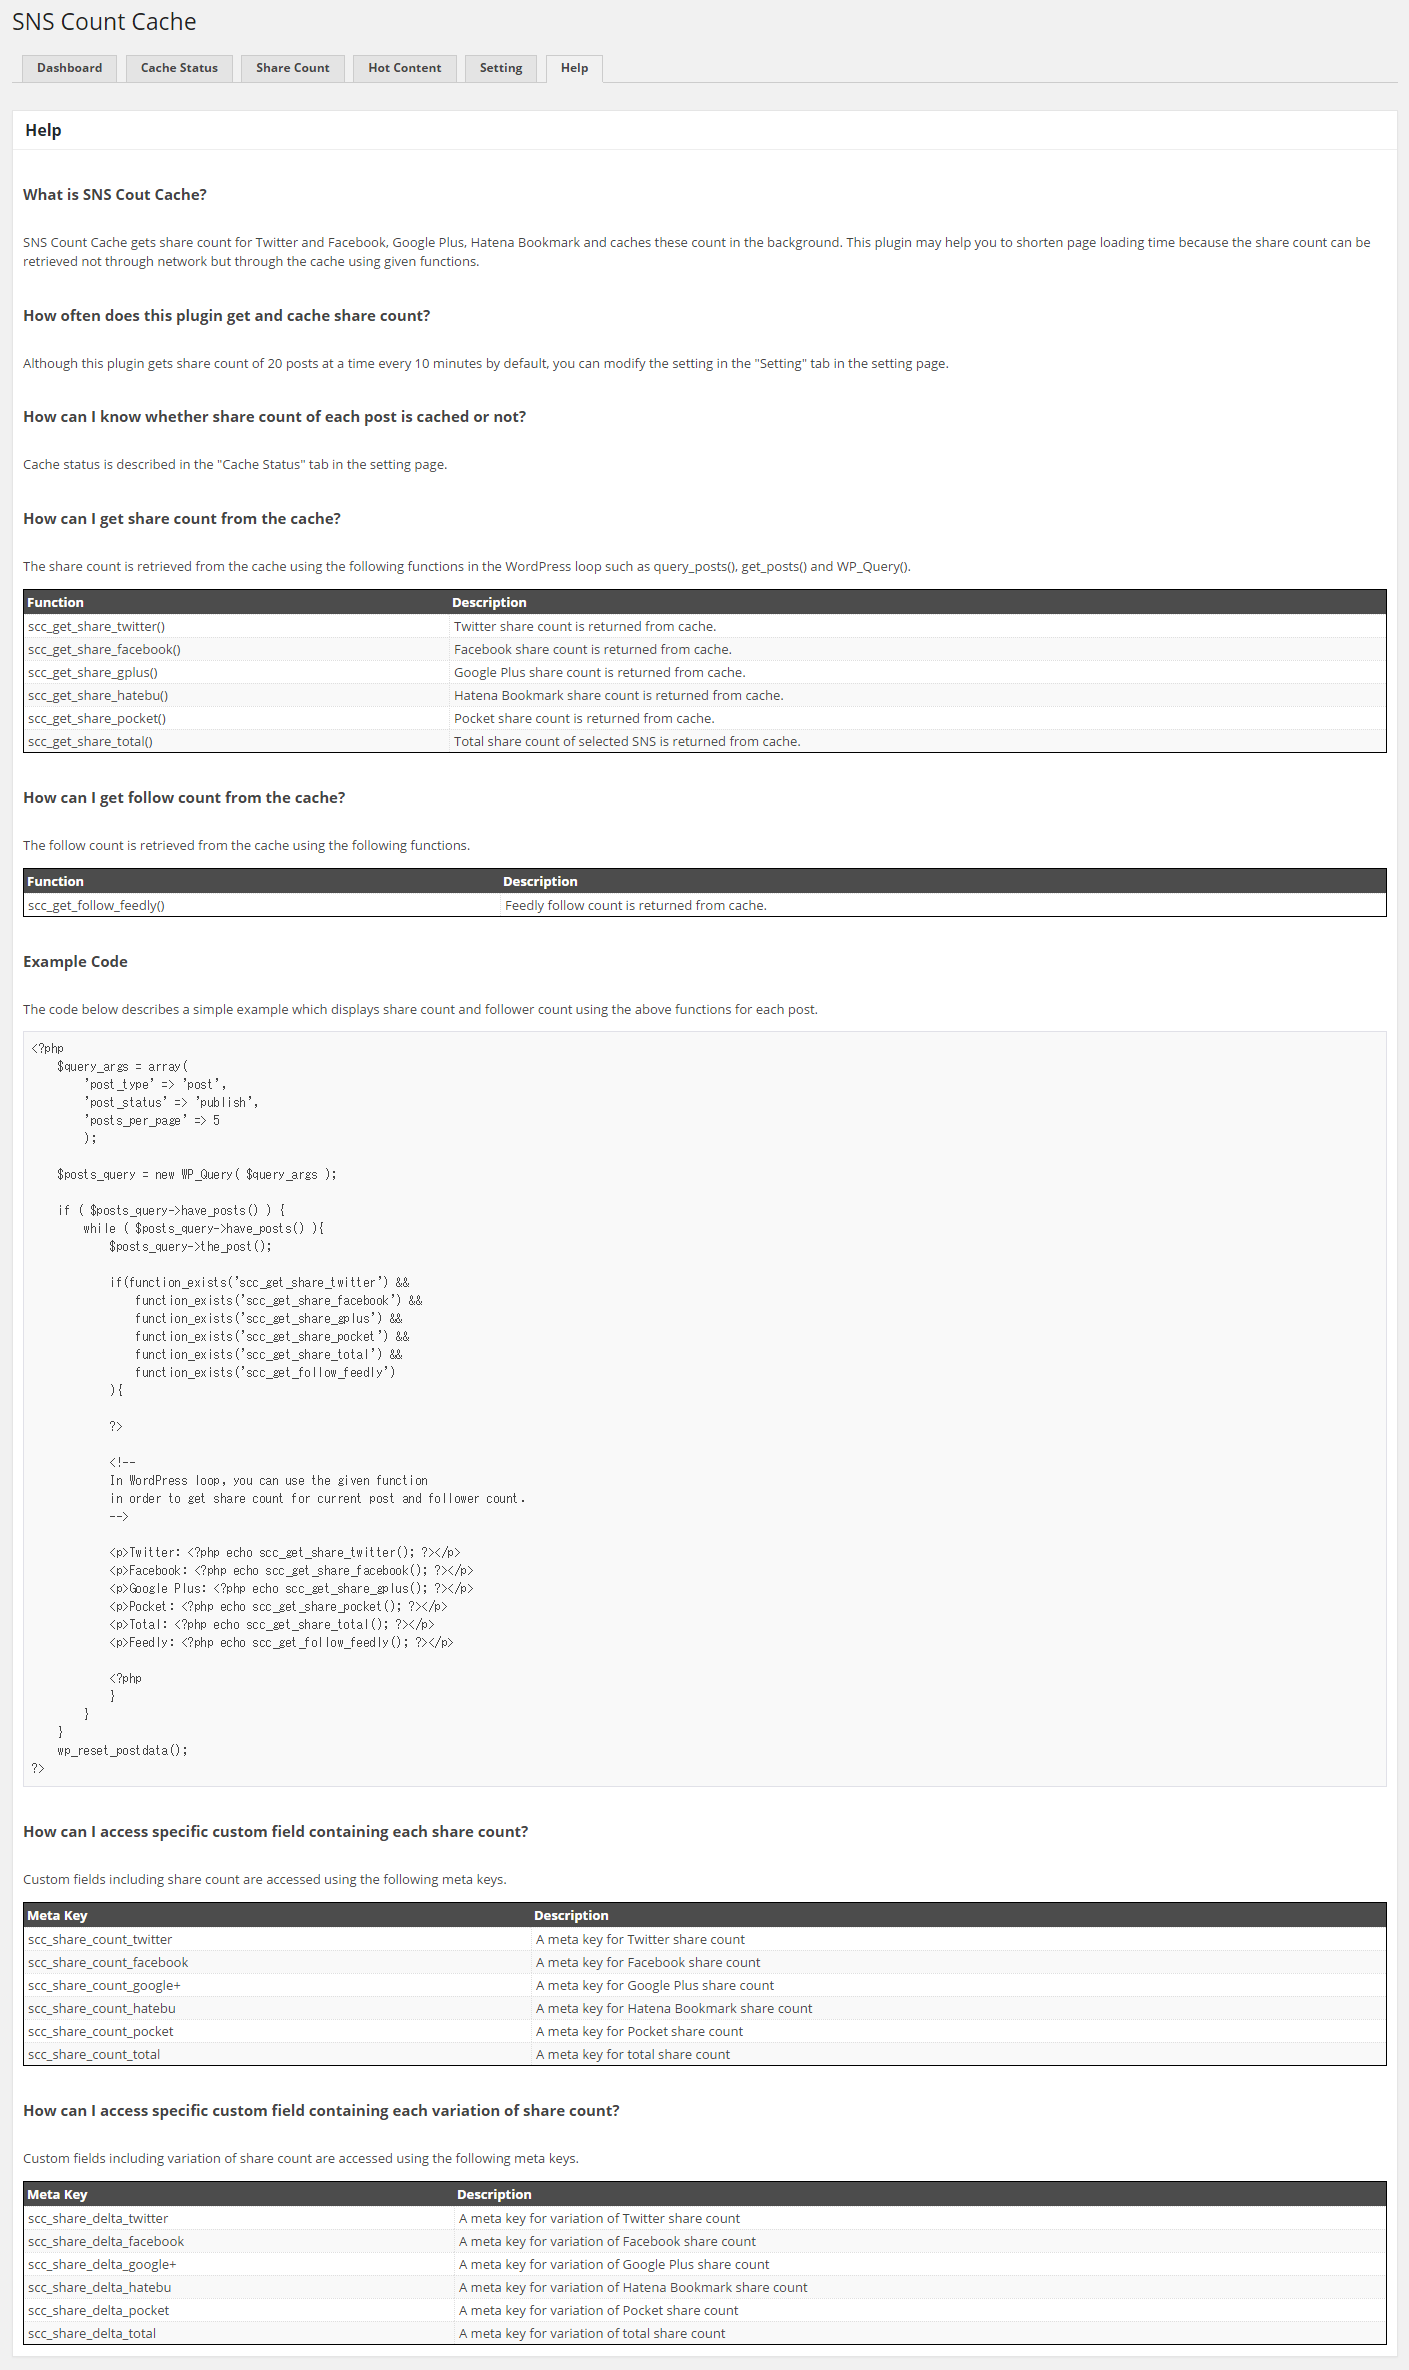 SNS Count Cache
Dashboard Cache Status Share Count Hot Content Setting Help
Help
What is SNS Cout Cache?
SNS Count Cache gets share count for Twitter and Facebook, Google Plus, Hatena Bookmark and caches these count in the background. This plugin may help you to shorten page loading time because the share count can be
retrieved not through network but through the cache using given functions.
How often does this plugin get and cache share count?
Although this plugin gets share count of 20 posts at a time every 10 minutes by default, you can modify the setting in the "Setting" tab in the setting page.
How can I know whether share count of each post is cached or not?
Cache status is described in the "Cache Status" tab in the setting page.
How can I get share count from the cache?
The share count is retrieved from the cache using the following functions in the WordPress loop such as query_posts(), get_posts() and WP_Query().
Function Description
scc_get_share_twitter() Twitter share count is returned from cache.
scc_get_share_facebook() Facebook share count is returned from cache.
scc_get_share_gplus() Google Plus share count is returned from cache.
scc_get_share_hatebu() Hatena Bookmark share count is returned from cache.
scc_get_share_pocket() Pocket share count is returned from cache.
scc_get_share_total() Total share count of selected SNS is returned from cache.
How can I get follow count from the cache?
The follow count is retrieved from the cache using the following functions.
Function Description
scc_get_follow_feedly() Feedly follow count is returned from cache.
Example Code
The code below describes a simple example which displays share count and follower count using the above functions for each post.
<?php
$query_args = array(
'post_type' => 'post',
'post_status' => 'publish',
'posts_per_page' => 5
);
$posts_query = new WP_Query( $query_args );
if ( $posts_query->have_posts() ) {
while ( $posts_query->have_posts() ){
$posts_query->the_post();
if(function_exists('scc_get_share_twitter') &&
function_exists('scc_get_share_facebook') &&
function_exists('scc_get_share_gplus') &&
function_exists('scc_get_share_pocket') &&
function_exists('scc_get_share_total') &&
function_exists('scc_get_follow_feedly')
){
?>
<!--
In WordPress loop, you can use the given function
in order to get share count for current post and follower count.
-->
<p>Twitter: <?php echo scc_get_share_twitter(); ?></p>
<p>Facebook: <?php echo scc_get_share_facebook(); ?></p>
<p>Google Plus: <?php echo scc_get_share_gplus(); ?></p>
<p>Pocket: <?php echo scc_get_share_pocket(); ?></p>
<p>Total: <?php echo scc_get_share_total(); ?></p>
<p>Feedly: <?php echo scc_get_follow_feedly(); ?></p>
<?php
}
}
}
wp_reset_postdata();
?>
How can I access specific custom field containing each share count?
Custom fields including share count are accessed using the following meta keys.
Meta Key Description
scc_share_count_twitter A meta key for Twitter share count
scc_share_count_facebook A meta key for Facebook share count
scc_share_count_google+ A meta key for Google Plus share count
scc_share_count_hatebu A meta key for Hatena Bookmark share count
scc_share_count_pocket A meta key for Pocket share count
scc_share_count_total A meta key for total share count
How can I access specific custom field containing each variation of share count?
Custom fields including variation of share count are accessed using the following meta keys.
Meta Key Description
scc_share_delta_twitter A meta key for variation of Twitter share count
scc_share_delta_facebook A meta key for variation of Facebook share count
scc_share_delta_google+ A meta key for variation of Google Plus share count
scc_share_delta_hatebu A meta key for variation of Hatena Bookmark share count
scc_share_delta_pocket A meta key for variation of Pocket share count
scc_share_delta_total A meta key for variation of total share count